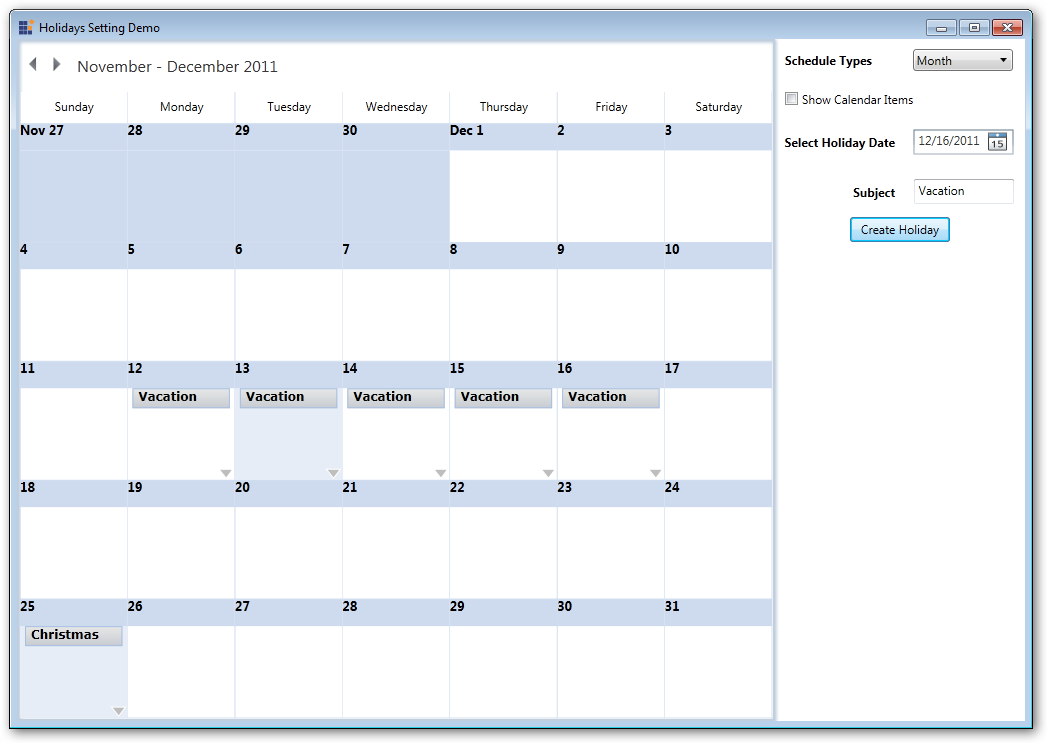 Holidays Setting Demo
November - December 2011
Sunday Monday Tuesday Wednesday Thursday Friday Saturday
Nov 27 28 29 30 Dec 1 2 3
4 5 6 7 8 9 10
11 12 13 14 15 16 17
Vacation Vacation Vacation Vacation Vacation
18 19 20 21 22 23 24
25 26 27 28 29 30 31
Christmas
Schedule Types Month
Show Calendar Items
Select Holiday Date 12/16/2011 15
Subject Vacation
Create Holiday